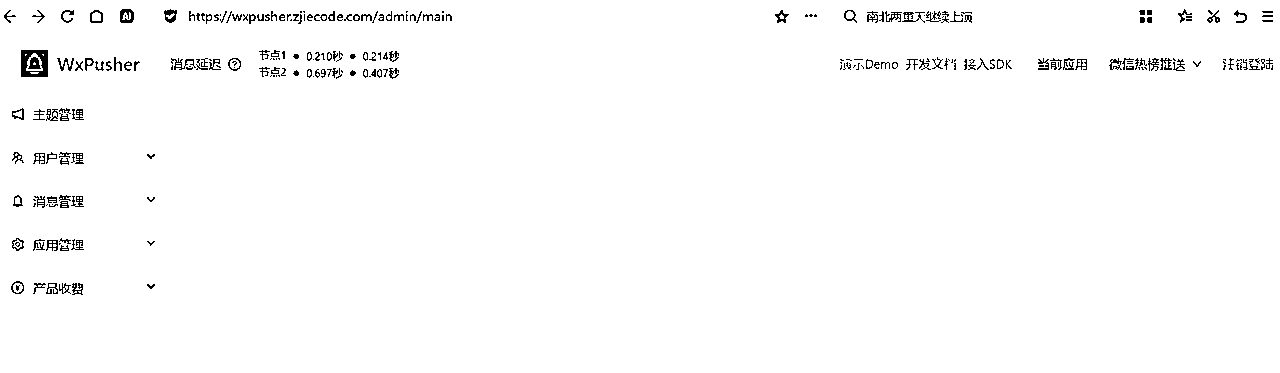 https://wxpusher.zjiecode.com/admin/main 南北两重天继续上演
WxPusher 消息延迟 节点1 ● 0.210秒 ● 0.214秒
节点2 ● 0.697秒 ● 0.407秒
演示Demo 开发文档 接入SDK 当前应用 微信热榜推送 注销登陆
主题管理
用户管理
消息管理
应用管理
产品收费